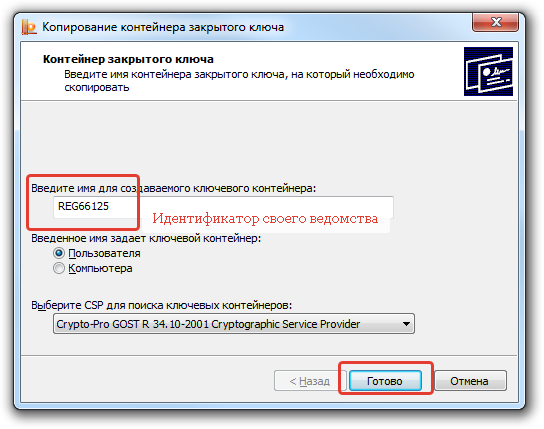 Копирование контейнера закрытого ключа
Контейнер закрытого ключа
Введите имя контейнера закрытого ключа, на который необходимо
скопировать
Введите имя для создаваемого ключевого контейнера:
REG66125
Идентификатор своего ведомства
Введенное имя задает ключевой контейнер:
Пользователя
Компьютера
Выберите CSP для поиска ключевых контейнеров:
Crypto-Pro GOST R 34.10-2001 Cryptographic Service Provider
< Назад
Готово
Отмена